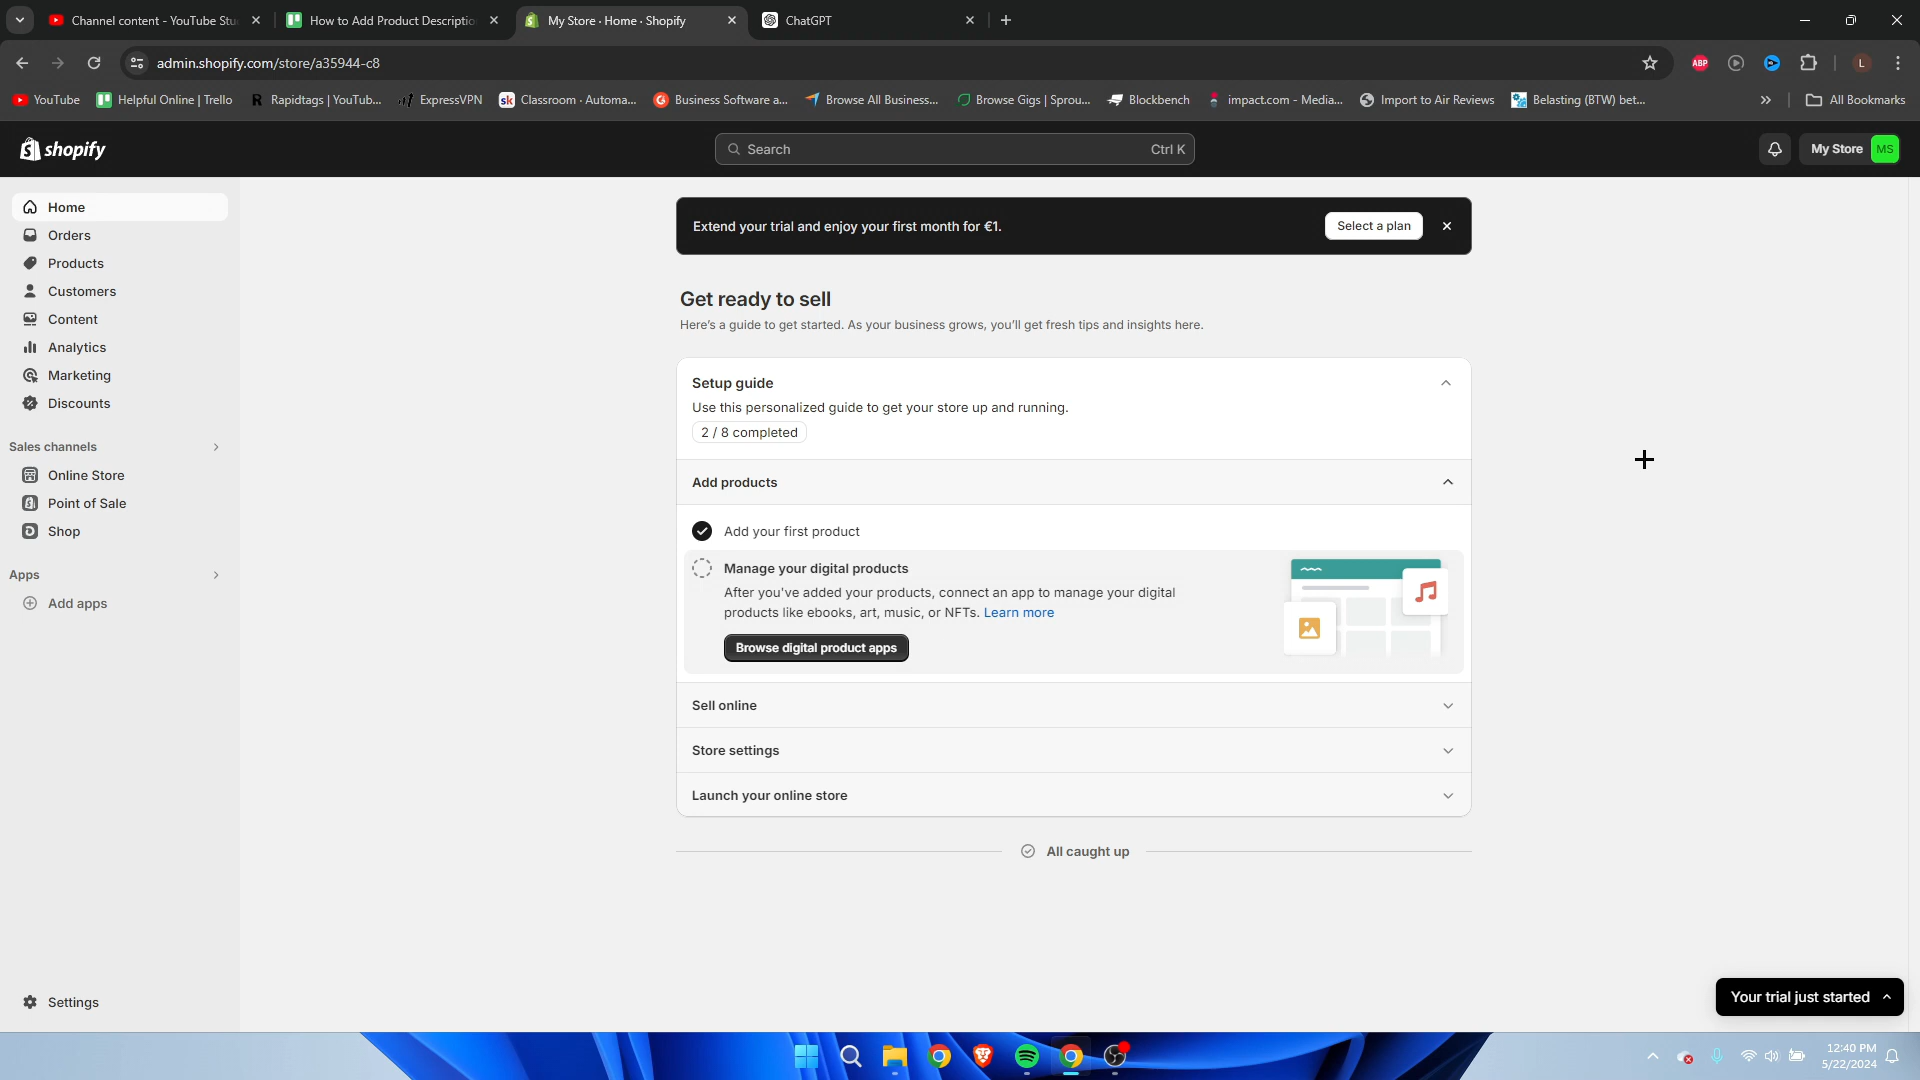 Channel content - YouTube Stu
How to Add Product Descriptio
My Store · Home · Shopify
ChatGPT
admin.shopify.com/store/a35944-c8
ABP
L
YouTube
Helpful Online | Trello
Rapidtags | YouTub...
ExpressVPN
Classroom · Automa...
Business Software a...
Browse All Business...
Browse Gigs | Sprou...
Blockbench
impact.com - Media...
Import to Air Reviews
Belasting (BTW) bet...
All Bookmarks
shopify
Search
Ctrl K
My Store
MS
Home
Orders
Products
Customers
Content
Analytics
Marketing
Discounts
Sales channels
Online Store
Point of Sale
Shop
Apps
Add apps
Settings
Extend your trial and enjoy your first month for €1.
Select a plan
Get ready to sell
Here's a guide to get started. As your business grows, you'll get fresh tips and insights here.
Setup guide
Use this personalized guide to get your store up and running.
2 / 8 completed
Add products
Add your first product
Manage your digital products
After you've added your products, connect an app to manage your digital
products like ebooks, art, music, or NFTs. Learn more
Browse digital product apps
Sell online
Store settings
Launch your online store
All caught up
Your trial just started
12:40 PM
5/22/2024